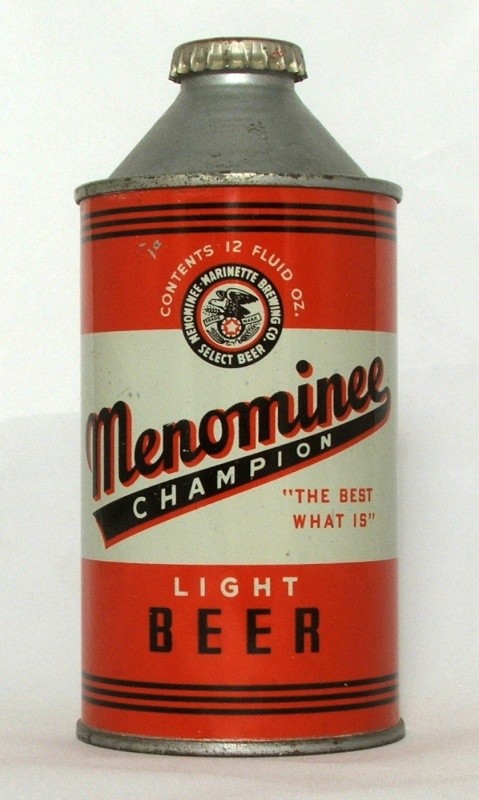 CONTENTS 12 FLUID OZ.
MENOMINEE-MARINETTE BREWING CO.
SELECT BEER
Menominee
CHAMPION
"THE BEST
WHAT IS"
LIGHT
BEER